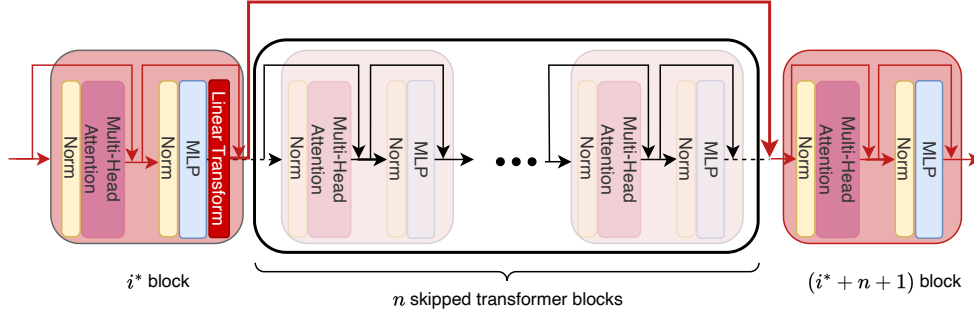 Norm
Multi-Head
Attention
Norm
MLP
Linear Transform
Norm
Multi-Head
Attention
Norm
MLP
Norm
Multi-Head
Attention
Norm
MLP
Norm
Multi-Head
Attention
Norm
MLP
i* block
n skipped transformer blocks
(i* + n + 1) block